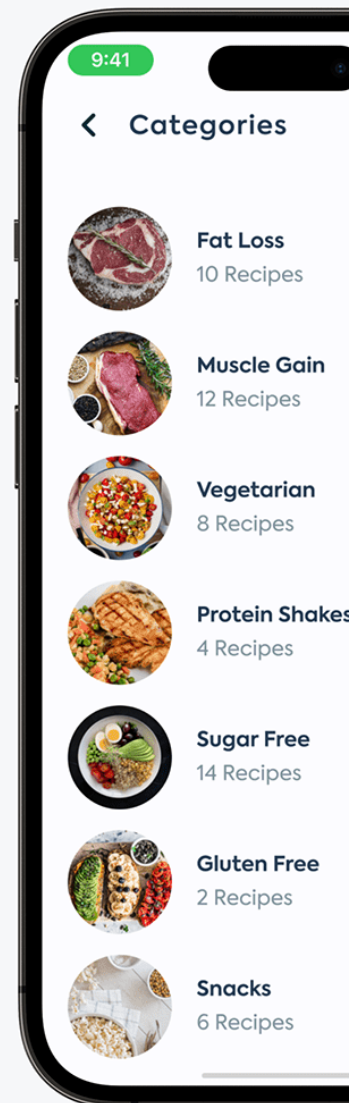 9:41
Categories
Fat Loss
10 Recipes
Muscle Gain
12 Recipes
Vegetarian
8 Recipes
Protein Shakes
4 Recipes
Sugar Free
14 Recipes
Gluten Free
2 Recipes
Snacks
6 Recipes